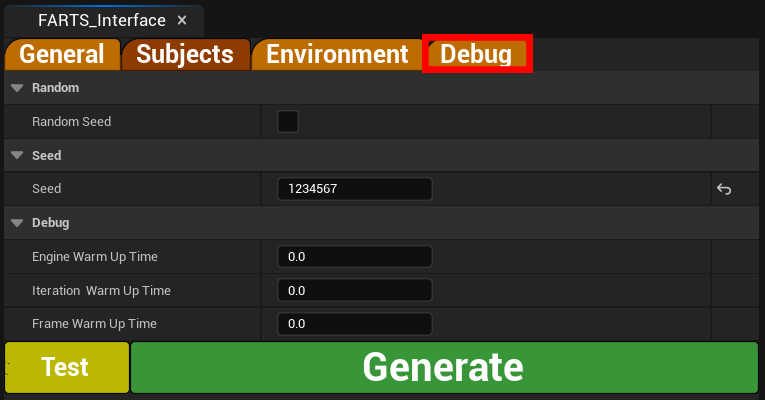 FARTS_Interface ×
General Subjects Environment Debug
Random
Random Seed
Seed
Seed 1234567
Debug
Engine Warm Up Time 0.0
Iteration Warm Up Time 0.0
Frame Warm Up Time 0.0
Test Generate